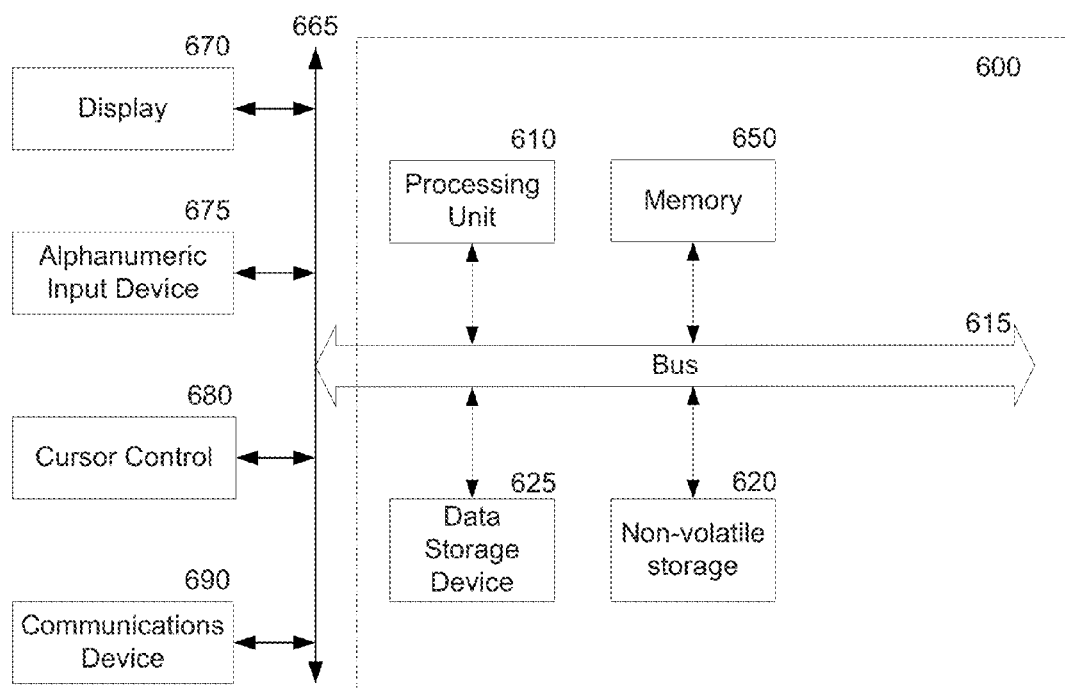 665
670
Display
600
610
Processing
Unit
650
Memory
675
Alphanumeric
Input Device
615
Bus
680
Cursor Control
625
Data
Storage
Device
620
Non-volatile
storage
690
Communications
Device